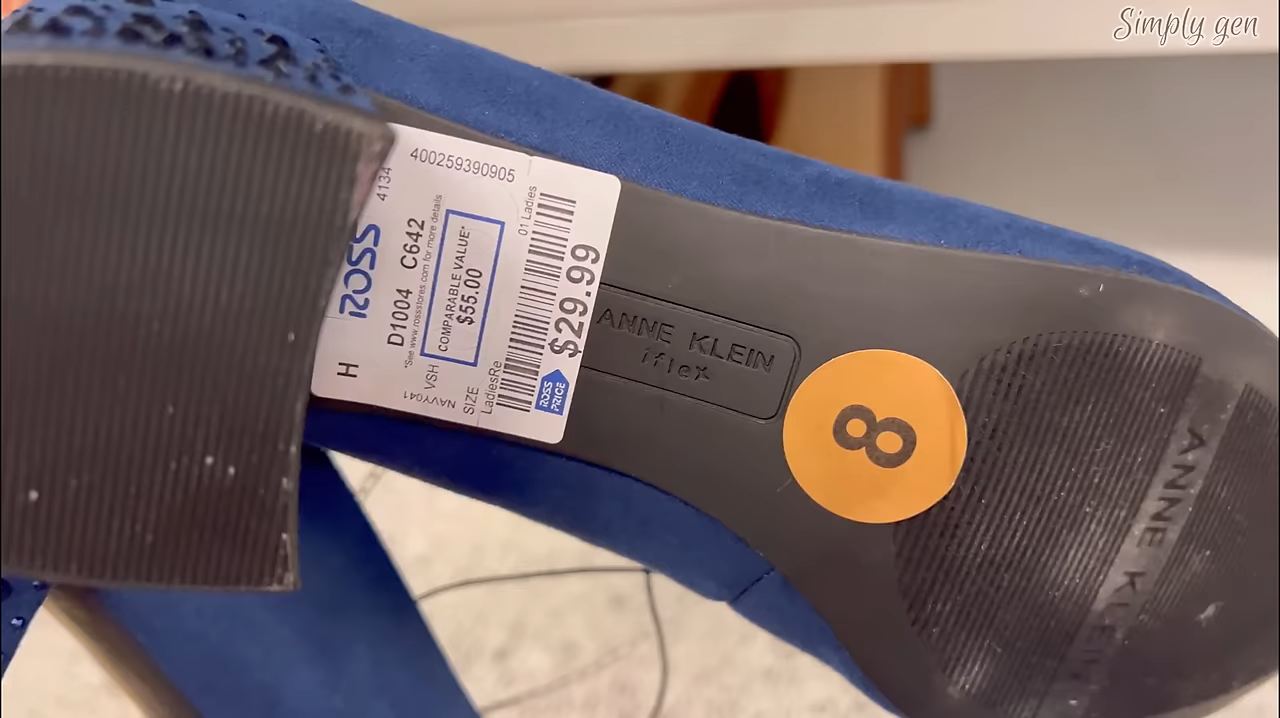 Simply gen
400259390905
4134
ROSS
D1004 C642
*See www.rossstores.com for more details
COMPARABLE VALUE*
$55.00
H
VSH
NAVY041
SIZE
LadiesRe
01 Ladies
$29.99
ROSS
PRICE
ANNE KLEIN
iflex
8
ANNE KLEIN